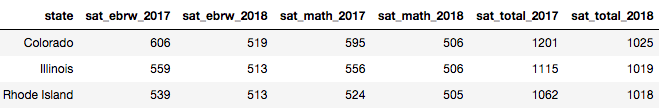 state sat_ebrw_2017 sat_ebrw_2018 sat_math_2017 sat_math_2018 sat_total_2017 sat_total_2018
Colorado 606 519 595 506 1201 1025
Illinois 559 513 556 506 1115 1019
Rhode Island 539 513 524 505 1062 1018